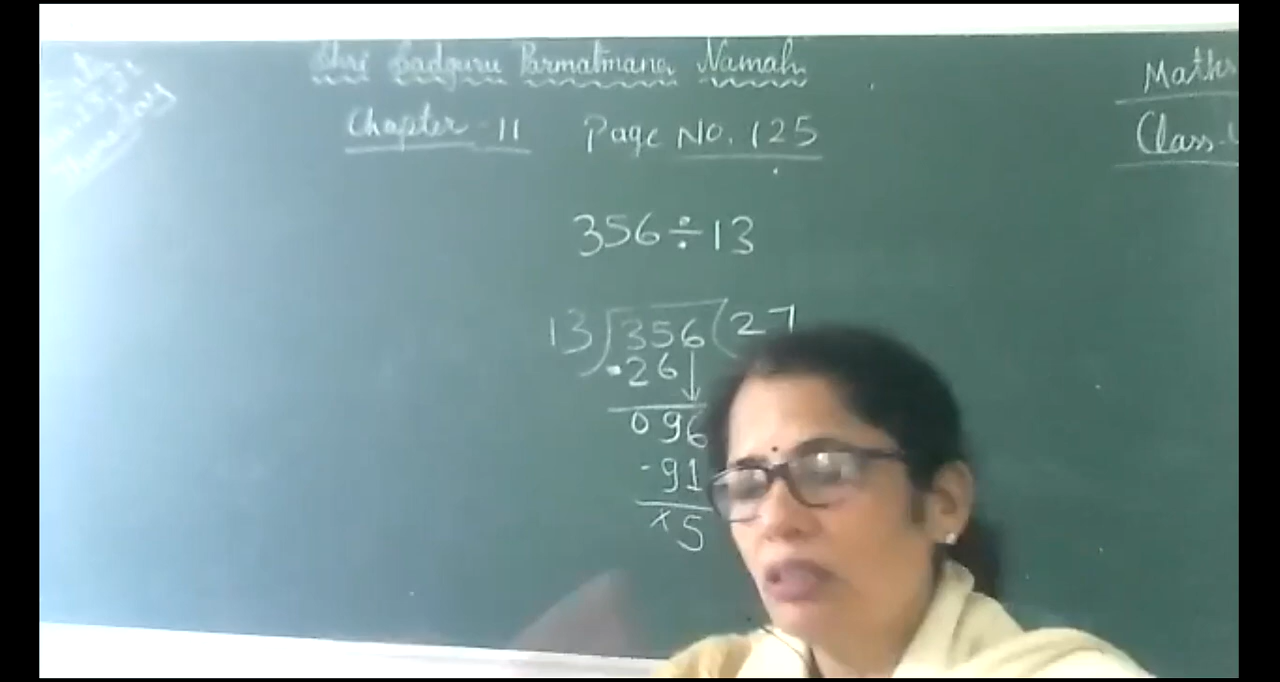 Shri Sadguru Parmatmane Namah
Maths
Chapter - 11 Page No. 125
Class-
356 ÷ 13
13)356(27
-26↓
096
-91
×5